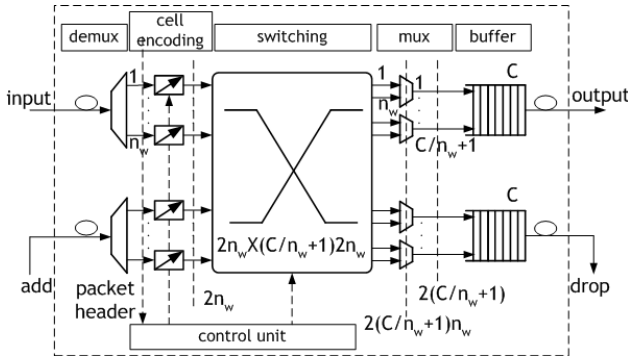 demux
cell
encoding
switching
mux
buffer
input
1
n_w
1
n_w
1
C/n_w+1
C
output
2n_wX(C/n_w+1)2n_w
C
add
packet
header
2n_w
2(C/n_w+1)
2(C/n_w+1)n_w
drop
control unit